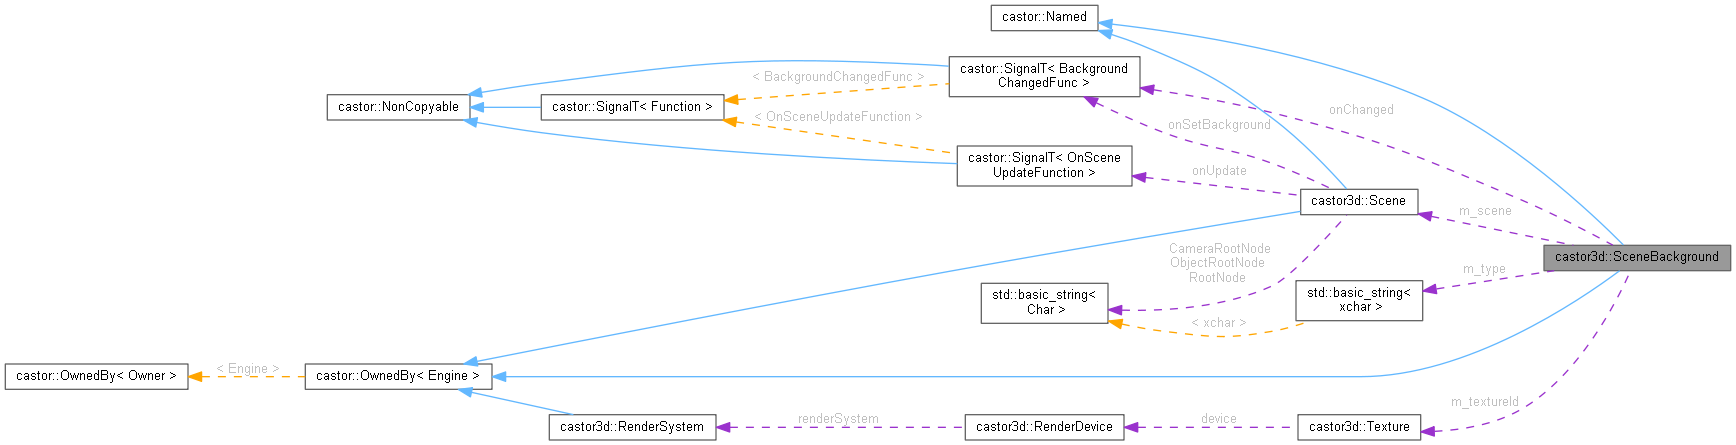 castor::Named
castor::SignalT< Background
ChangedFunc >
< BackgroundChangedFunc >
castor::NonCopyable
castor::SignalT< Function >
< OnSceneUpdateFunction >
onChanged
onSetBackground
castor::SignalT< OnScene
UpdateFunction >
onUpdate
castor3d::Scene
m_scene
castor3d::SceneBackground
CameraRootNode
ObjectRootNode
RootNode
m_type
std::basic_string<
Char >
std::basic_string<
xchar >
< xchar >
castor::OwnedBy< Owner >
< Engine >
castor::OwnedBy< Engine >
m_textureId
castor3d::RenderSystem
renderSystem
castor3d::RenderDevice
device
castor3d::Texture